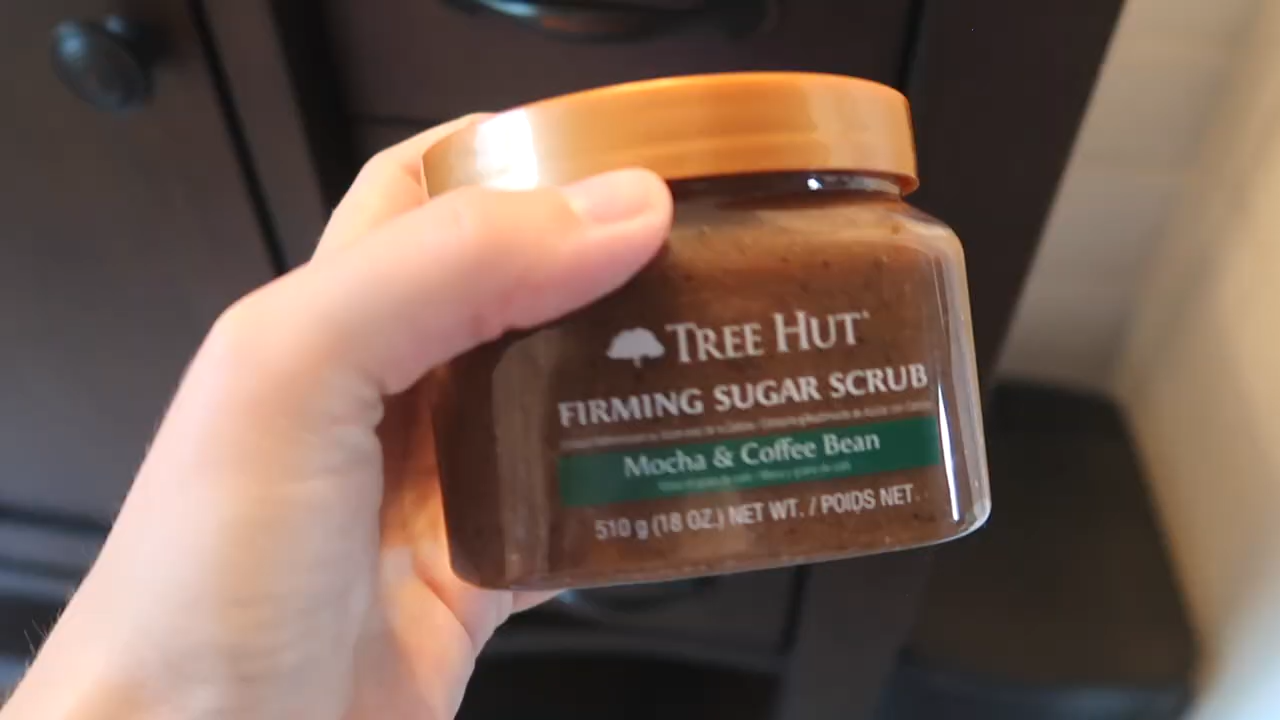 TREE HUT
FIRMING SUGAR SCRUB
Mocha & Coffee Bean
510 g (18 OZ.) NET WT. / POIDS NET.